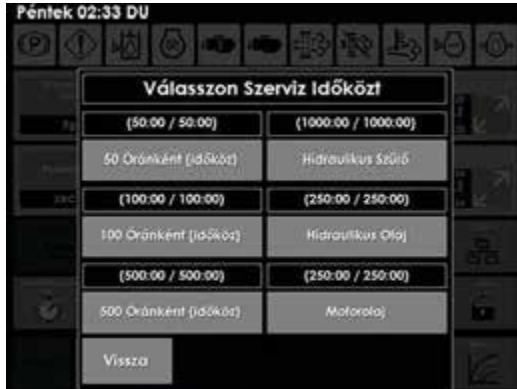 Péntek 02:33 DU
Válasszon Szerviz Időközt
(50:00 / 50:00)
(1000:00 / 1000:00)
50 Óránként (időköz)
Hidraulikus Szűrő
(100:00 / 100:00)
(250:00 / 250:00)
100 Óránként (időköz)
Hidraulikus Olaj
(500:00 / 500:00)
(250:00 / 250:00)
500 Óránként (időköz)
Motorolaj
Vissza